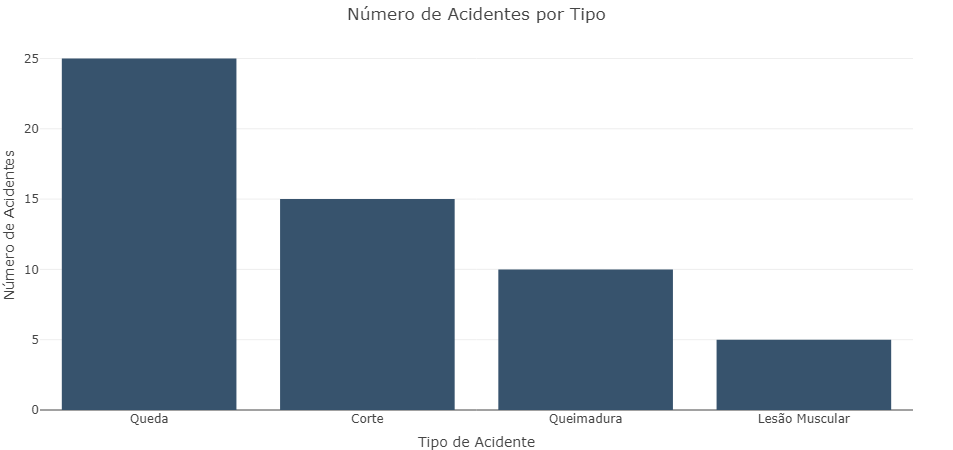 Número de Acidentes por Tipo
Número de Acidentes
25
20
15
10
5
0
Queda
Corte
Queimadura
Lesão Muscular
Tipo de Acidente